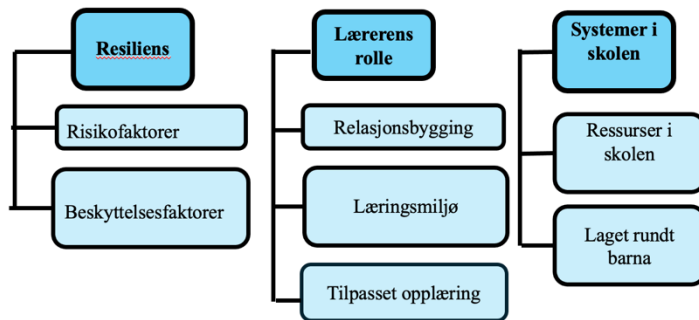 Resiliens
Risikofaktorer
Beskyttelsesfaktorer
Lærerens
rolle
Relasjonsbygging
Læringsmiljø
Tilpasset opplæring
Systemer i
skolen
Ressurser i
skolen
Laget rundt
barna